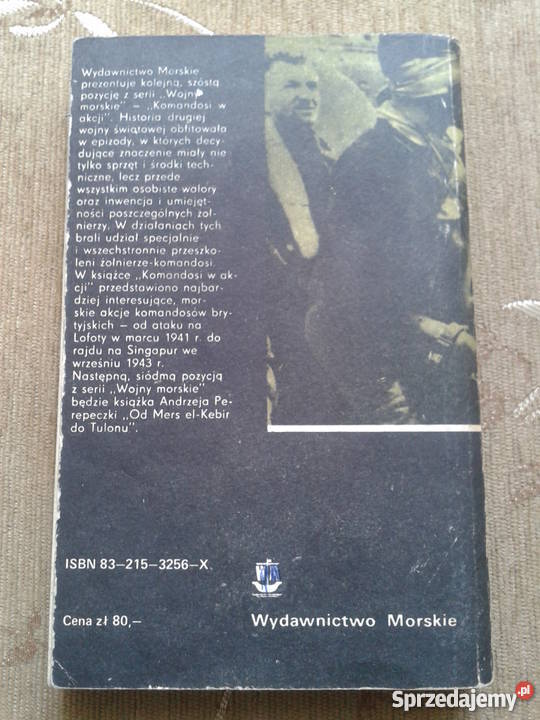 Wydawnictwo Morskie
prezentuje kolejną, szóstą
pozycję z serii „Wojny
morskie” – „Komandosi w
akcji”. Historia drugiej
wojny światowej obfitowała
w epizody, w których decy-
dujące znaczenie miały nie
tylko sprzęt i środki tech-
niczne, lecz przede
wszystkim osobiste walory
oraz inwencja i umiejęt-
ności poszczególnych żoł-
nierzy. W działaniach tych
brali udział specjalnie
i wszechstronnie przeszko-
leni żołnierze-komandosi.
W książce „Komandosi w ak-
cji” przedstawiono najbar-
dziej interesujące, mor-
skie akcje komandosów bry-
tyjskich – od ataku na
Lofoty w marcu 1941 r. do
rajdu na Singapur we
wrześniu 1943 r.
Następną, siódmą pozycją
z serii „Wojny morskie”
będzie książka Andrzeja Pe-
repeczki „Od Mers el-Kebir
do Tulonu”.
ISBN 83–215–3256–X
Cena zł 80,–
Wydawnictwo Morskie
Sprzedajemy.pl